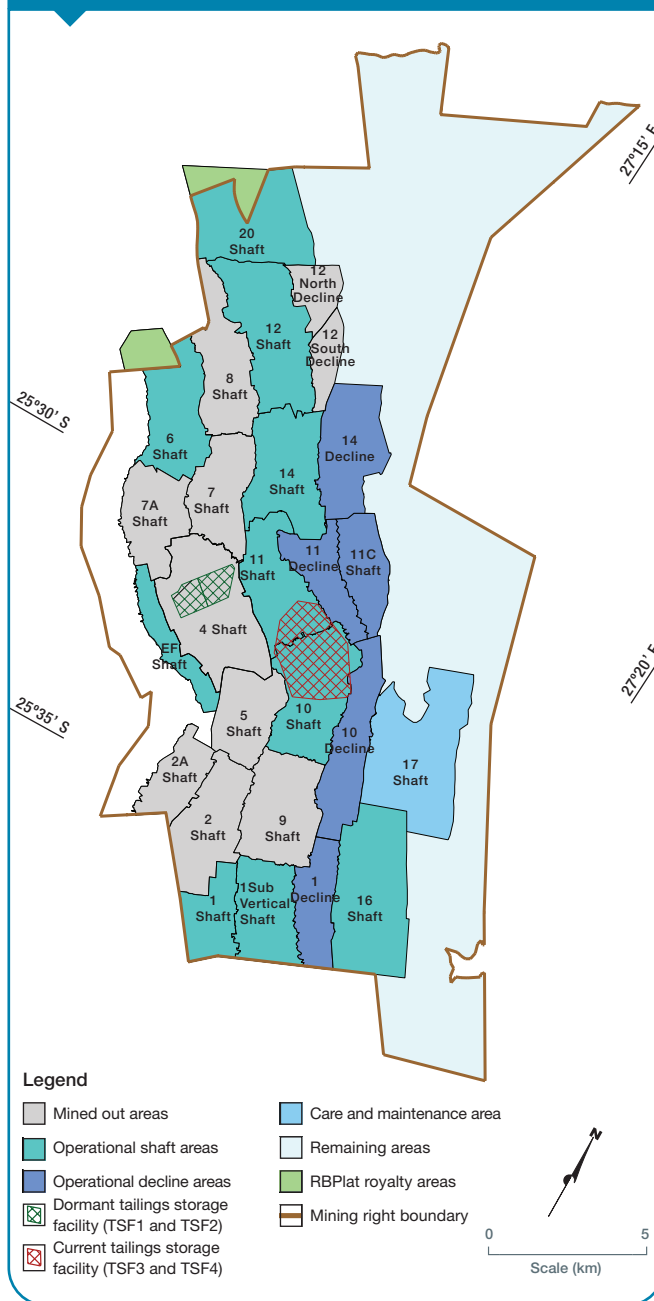 27°15' E
20
Shaft
12
North
Decline
12
Shaft
12
South
Decline
8
Shaft
25°30' S
6
Shaft
14
Decline
14
Shaft
7
Shaft
7A
Shaft
11
Shaft
11
Decline
11C
Shaft
4 Shaft
EF
Shaft
27°20' E
25°35' S
5
Shaft
10
Shaft
10
Decline
17
Shaft
2A
Shaft
2
Shaft
9
Shaft
1
Shaft
1Sub
Vertical
Shaft
1
Decline
16
Shaft
Legend
Mined out areas
Operational shaft areas
Operational decline areas
Dormant tailings storage
facility (TSF1 and TSF2)
Current tailings storage
facility (TSF3 and TSF4)
Care and maintenance area
Remaining areas
RBPlat royalty areas
Mining right boundary
N
0 5
Scale (km)